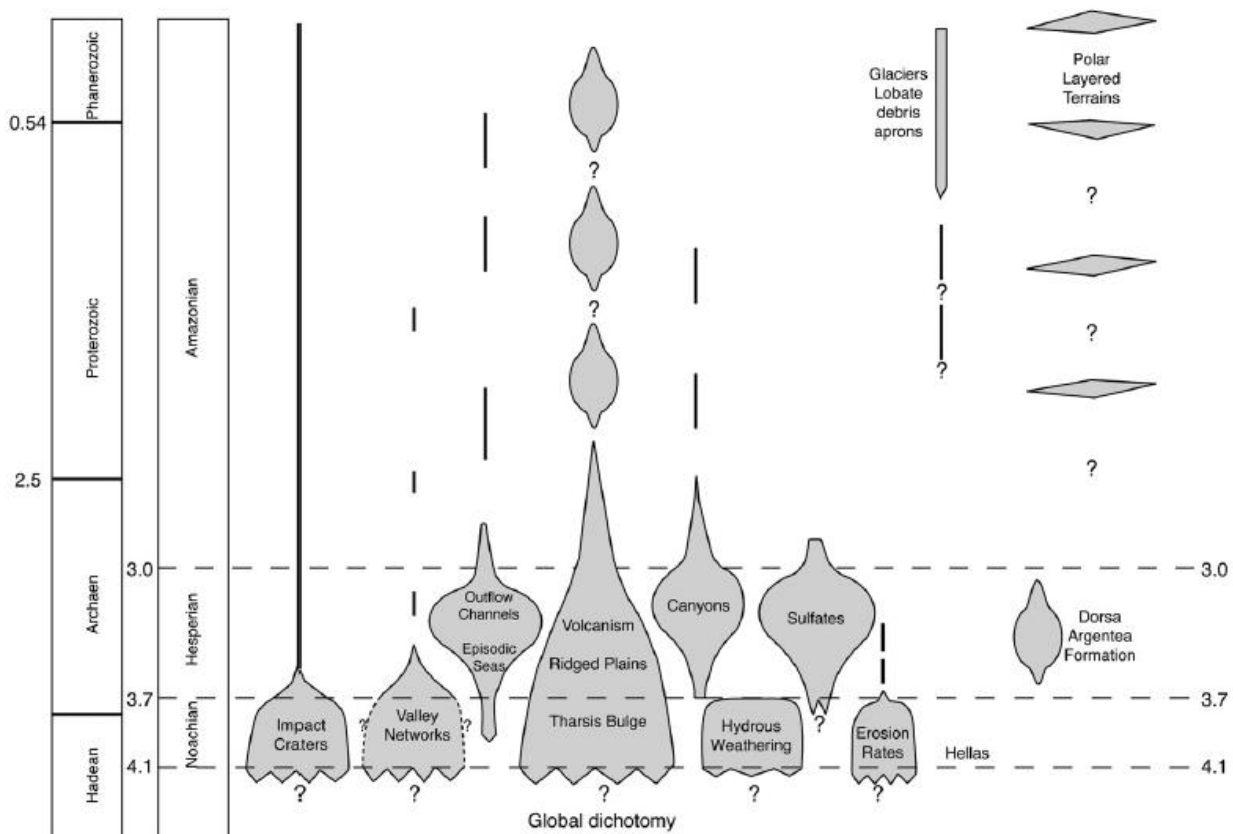 Phanerozoic
0.54
Proterozoic
2.5
Archaen
Hadean
Amazonian
Hesperian
Noachian
3.0
3.7
4.1
Impact
Craters
?
?
Valley
Networks
?
?
Outflow
Channels
Episodic
Seas
?
?
Volcanism
Ridged Plains
Tharsis Bulge
?
Canyons
Hydrous
Weathering
?
Sulfates
?
Erosion
Rates
?
Glaciers
Lobate
debris
aprons
?
?
Polar
Layered
Terrains
?
?
?
Dorsa
Argentea
Formation
Hellas
3.0
3.7
4.1
Global dichotomy